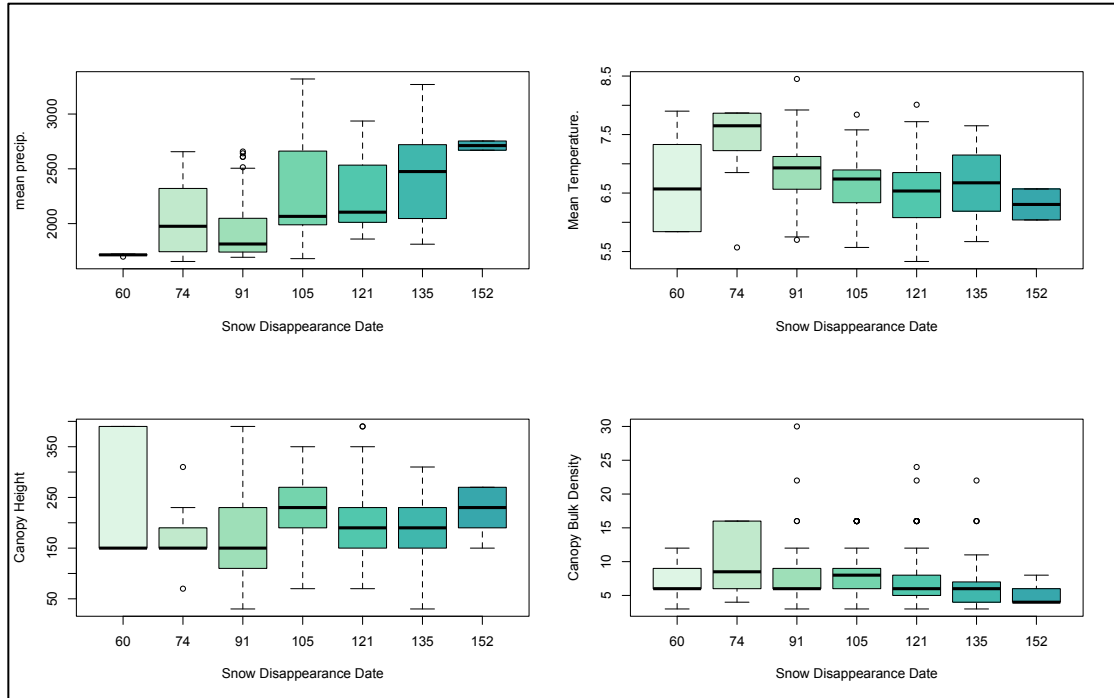 mean precip.
3000
2500
2000
60 74 91 105 121 135 152
Snow Disappearance Date
Mean Temperature.
8.5
7.5
6.5
5.5
60 74 91 105 121 135 152
Snow Disappearance Date
Canopy Height
350
250
150
50
60 74 91 105 121 135 152
Snow Disappearance Date
Canopy Bulk Density
30
25
20
15
10
5
60 74 91 105 121 135 152
Snow Disappearance Date